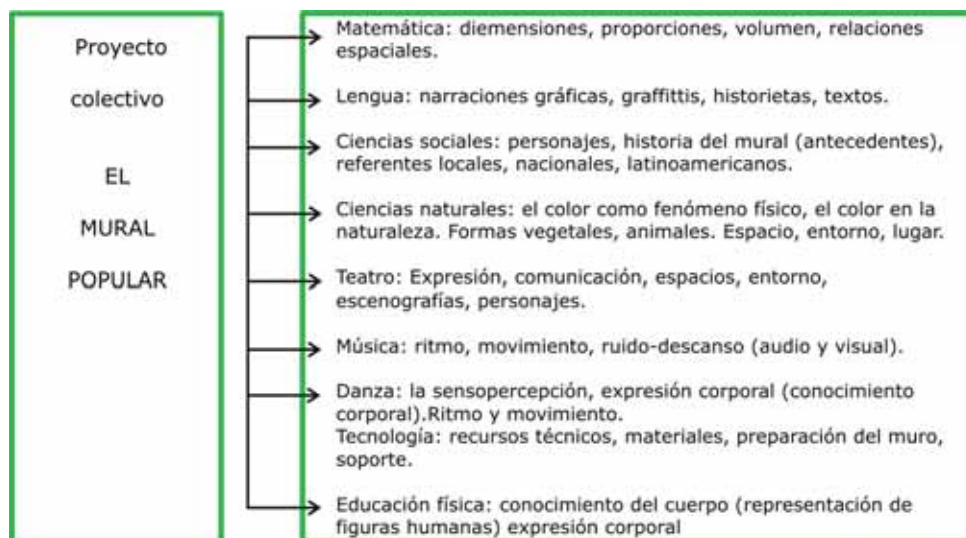 Proyecto
colectivo
EL
MURAL
POPULAR
Matemática: diemensiones, proporciones, volumen, relaciones
espaciales.
Lengua: narraciones gráficas, graffittis, historietas, textos.
Ciencias sociales: personajes, historia del mural (antecedentes),
referentes locales, nacionales, latinoamericanos.
Ciencias naturales: el color como fenómeno físico, el color en la
naturaleza. Formas vegetales, animales. Espacio, entorno, lugar.
Teatro: Expresión, comunicación, espacios, entorno,
escenografías, personajes.
Música: ritmo, movimiento, ruido-descanso (audio y visual).
Danza: la sensopercepción, expresión corporal (conocimiento
corporal).Ritmo y movimiento.
Tecnología: recursos técnicos, materiales, preparación del muro,
soporte.
Educación física: conocimiento del cuerpo (representación de
figuras humanas) expresión corporal